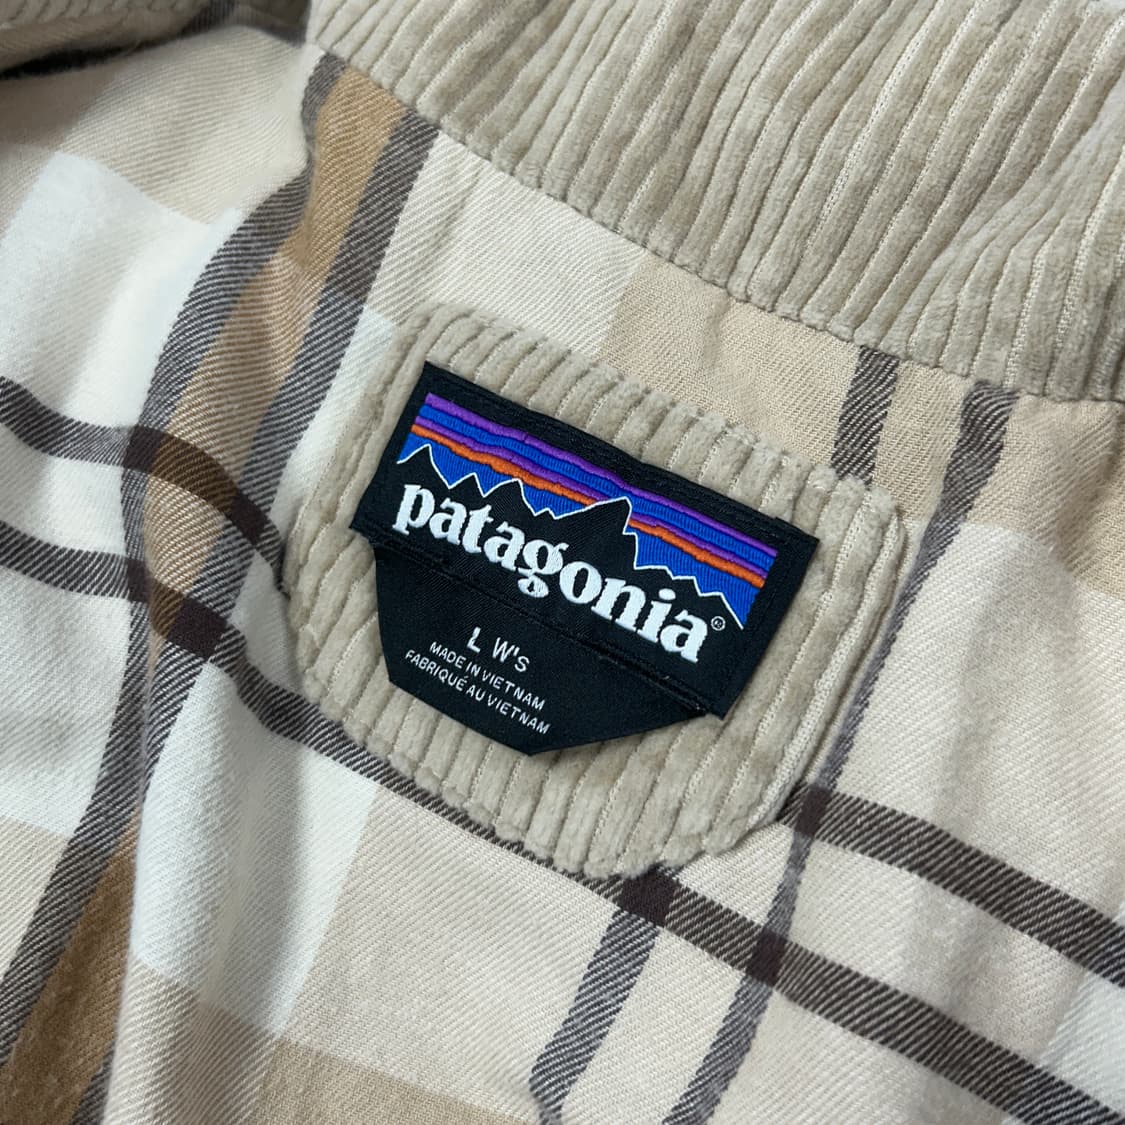 patagonia®
L W's
MADE IN VIETNAM
FABRIQUÉ AU VIETNAM